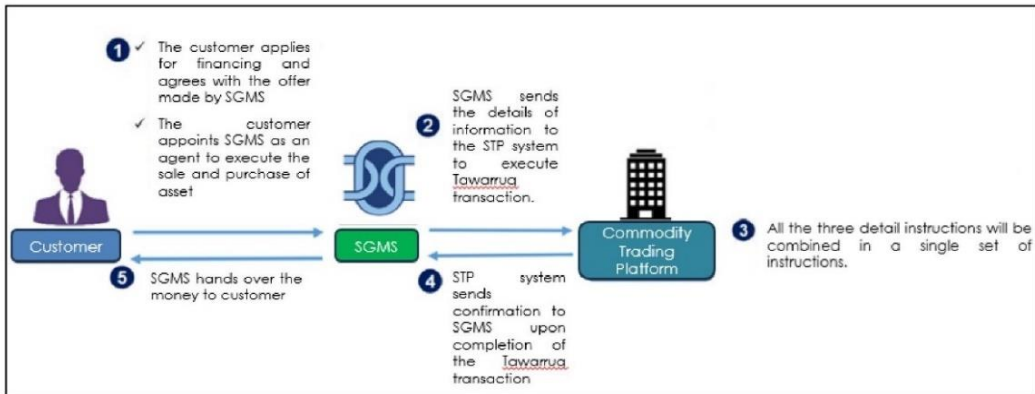 1
✓ The customer applies
for financing and
agrees with the offer
made by SGMS
✓ The customer
appoints SGMS as an
agent to execute the
sale and purchase of
asset
2
SGMS sends
the details of
information to
the STP system
to execute
Tawarruq
transaction.
Customer
SGMS
Commodity
Trading
Platform
3
All the three detail instructions will be
combined in a single set of
instructions.
4
STP system
sends
confirmation to
SGMS upon
completion of
the Tawarruq
transaction
5
SGMS hands over the
money to customer